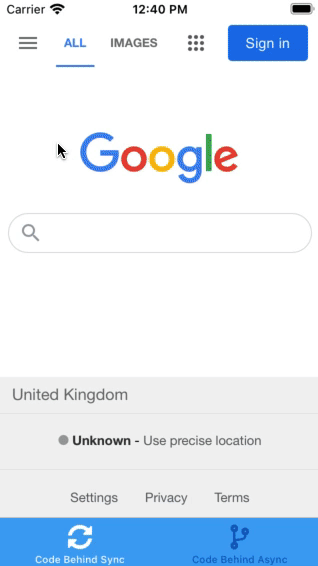 Carrier 12:40 PM
ALL IMAGES Sign in
Google
United Kingdom
Unknown - Use precise location
Settings Privacy Terms
Code Behind Sync Code Behind Async